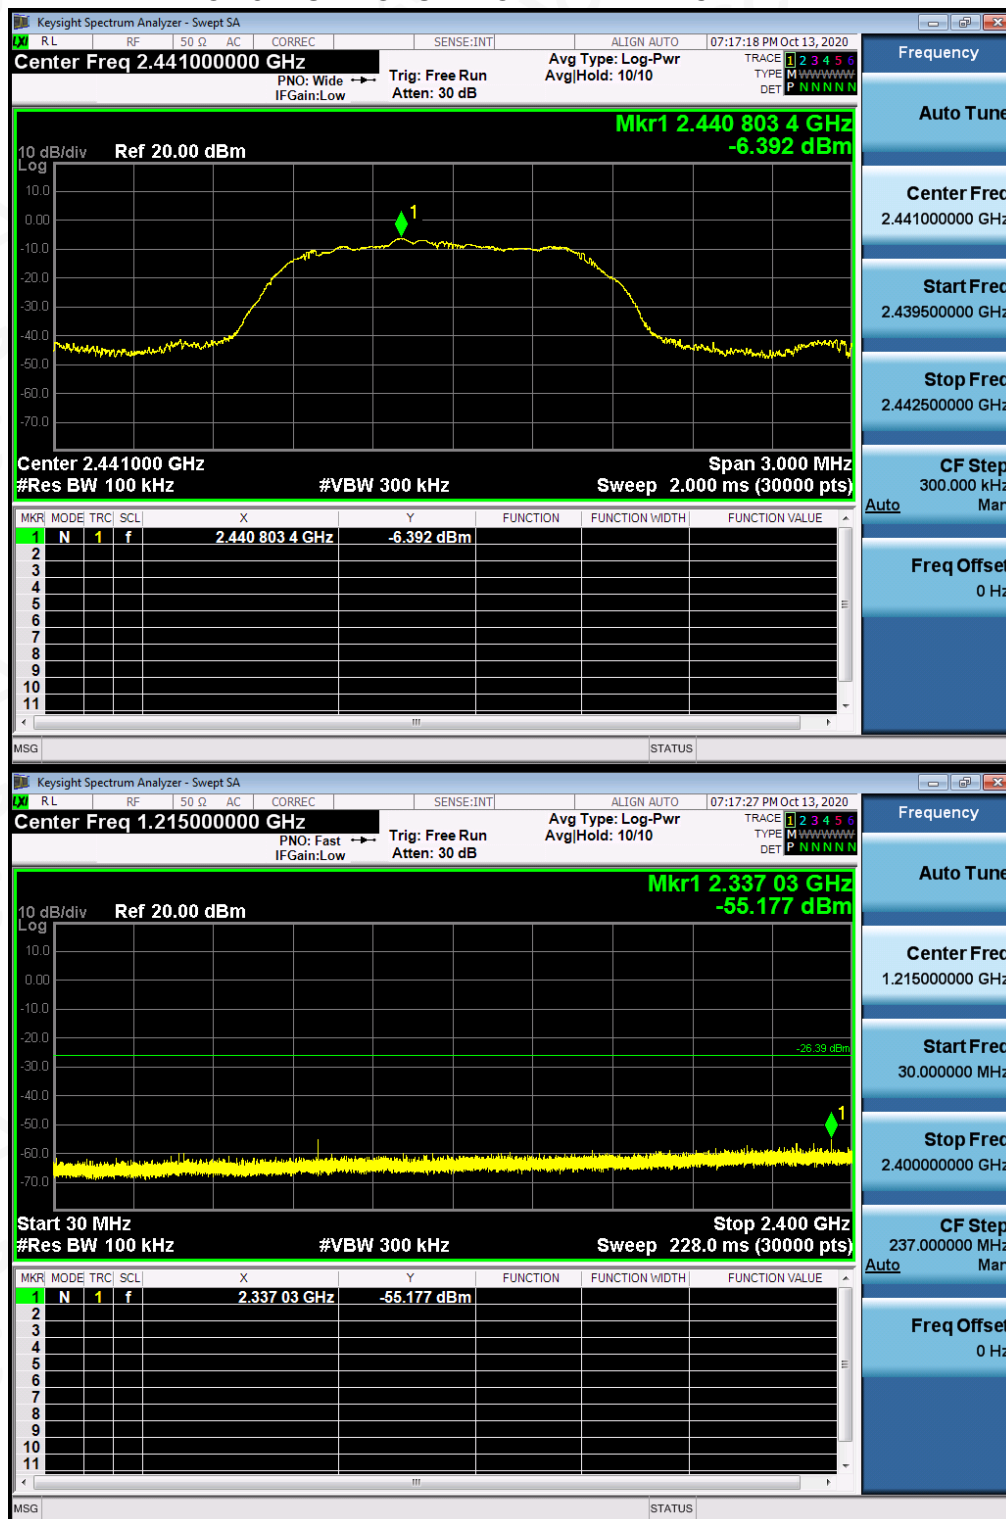 Keysight Spectrum Analyzer - Swept SA
LXI RL RF 50 Ω AC CORREC SENSE:INT ALIGN AUTO 07:17:18 PM Oct 13, 2020
Center Freq 2.441000000 GHz
PNO: Wide
IFGain:Low
Trig: Free Run
Atten: 30 dB
Avg Type: Log-Pwr
Avg|Hold: 10/10
TRACE 1 2 3 4 5 6
TYPE M WWWWW
DET P N N N N N
Frequency
Auto Tune
Center Freq
2.441000000 GHz
Start Freq
2.439500000 GHz
Stop Freq
2.442500000 GHz
CF Step
300.000 kHz
Auto Man
Freq Offset
0 Hz
Mkr1 2.440 803 4 GHz
-6.392 dBm
10 dB/div Ref 20.00 dBm
Log
10.0
0.00
-10.0
-20.0
-30.0
-40.0
-50.0
-60.0
-70.0
1
Center 2.441000 GHz Span 3.000 MHz
#Res BW 100 kHz #VBW 300 kHz Sweep 2.000 ms (30000 pts)
MKR MODE TRC SCL X Y FUNCTION FUNCTION WIDTH FUNCTION VALUE
1 N 1 f 2.440 803 4 GHz -6.392 dBm
2
3
4
5
6
7
8
9
10
11
MSG STATUS
Keysight Spectrum Analyzer - Swept SA
LXI RL RF 50 Ω AC CORREC SENSE:INT ALIGN AUTO 07:17:27 PM Oct 13, 2020
Center Freq 1.215000000 GHz
PNO: Fast
IFGain:Low
Trig: Free Run
Atten: 30 dB
Avg Type: Log-Pwr
Avg|Hold: 10/10
TRACE 1 2 3 4 5 6
TYPE M WWWWW
DET P N N N N N
Frequency
Auto Tune
Center Freq
1.215000000 GHz
Start Freq
30.000000 MHz
Stop Freq
2.400000000 GHz
CF Step
237.000000 MHz
Auto Man
Freq Offset
0 Hz
Mkr1 2.337 03 GHz
-55.177 dBm
10 dB/div Ref 20.00 dBm
Log
10.0
0.00
-10.0
-20.0
-26.39 dBm
-30.0
-40.0
-50.0
-60.0
-70.0
1
Start 30 MHz Stop 2.400 GHz
#Res BW 100 kHz #VBW 300 kHz Sweep 228.0 ms (30000 pts)
MKR MODE TRC SCL X Y FUNCTION FUNCTION WIDTH FUNCTION VALUE
1 N 1 f 2.337 03 GHz -55.177 dBm
2
3
4
5
6
7
8
9
10
11
MSG STATUS